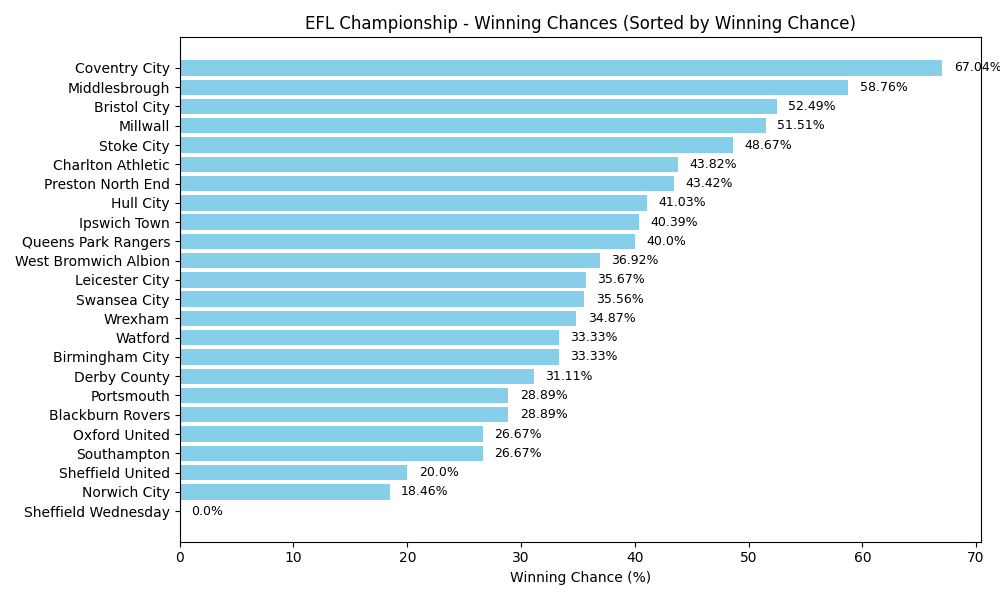 EFL Championship - Winning Chances (Sorted by Winning Chance)
Coventry City 67.04%
Middlesbrough 58.76%
Bristol City 52.49%
Millwall 51.51%
Stoke City 48.67%
Charlton Athletic 43.82%
Preston North End 43.42%
Hull City 41.03%
Ipswich Town 40.39%
Queens Park Rangers 40.0%
West Bromwich Albion 36.92%
Leicester City 35.67%
Swansea City 35.56%
Wrexham 34.87%
Watford 33.33%
Birmingham City 33.33%
Derby County 31.11%
Portsmouth 28.89%
Blackburn Rovers 28.89%
Oxford United 26.67%
Southampton 26.67%
Sheffield United 20.0%
Norwich City 18.46%
Sheffield Wednesday 0.0%
0 10 20 30 40 50 60 70
Winning Chance (%)